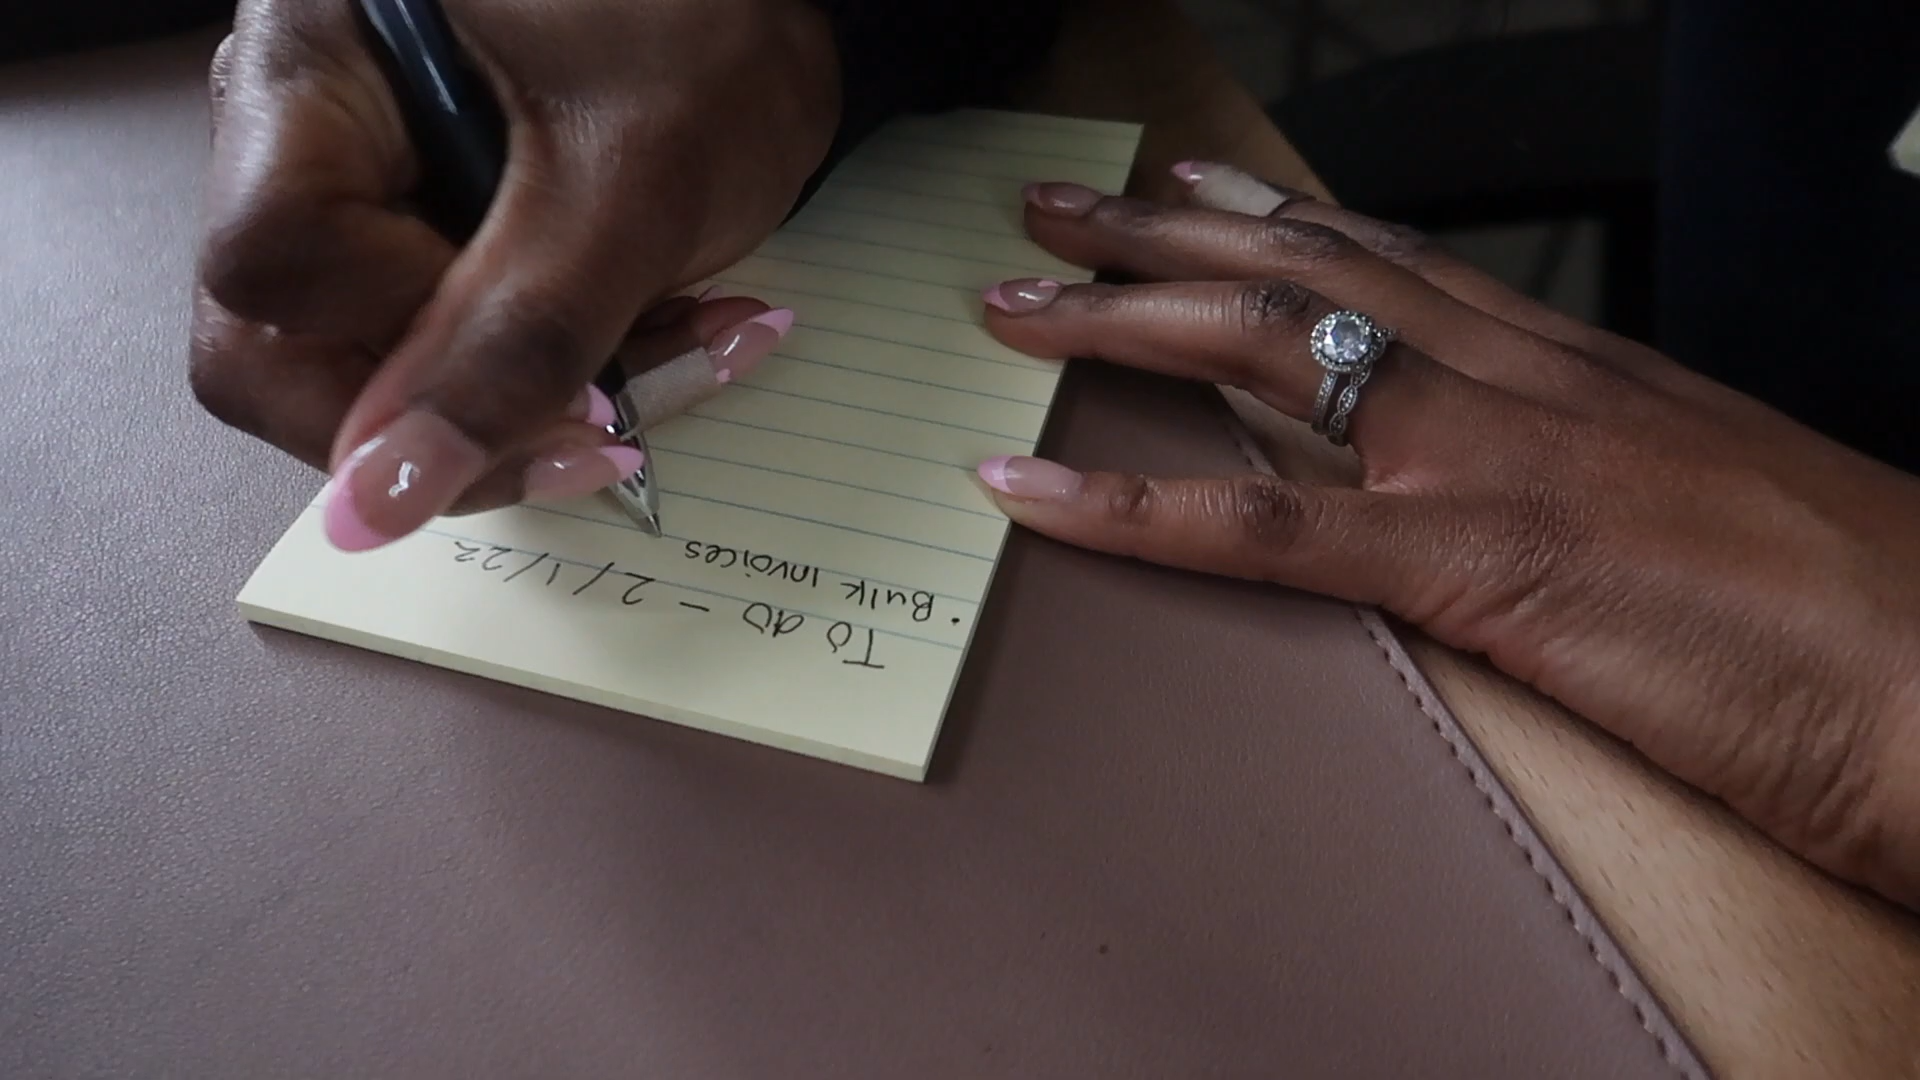 To do - 2/1/22
· Bulk invoices